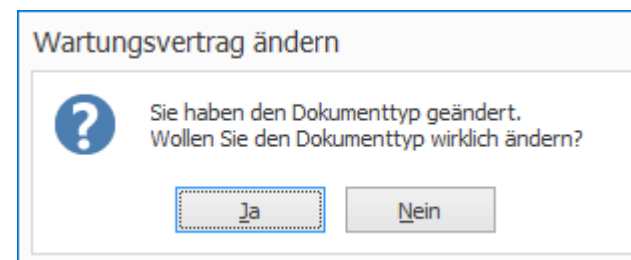 Wartungsvertrag ändern
Sie haben den Dokumenttyp geändert.
Wollen Sie den Dokumenttyp wirklich ändern?
Ja
Nein